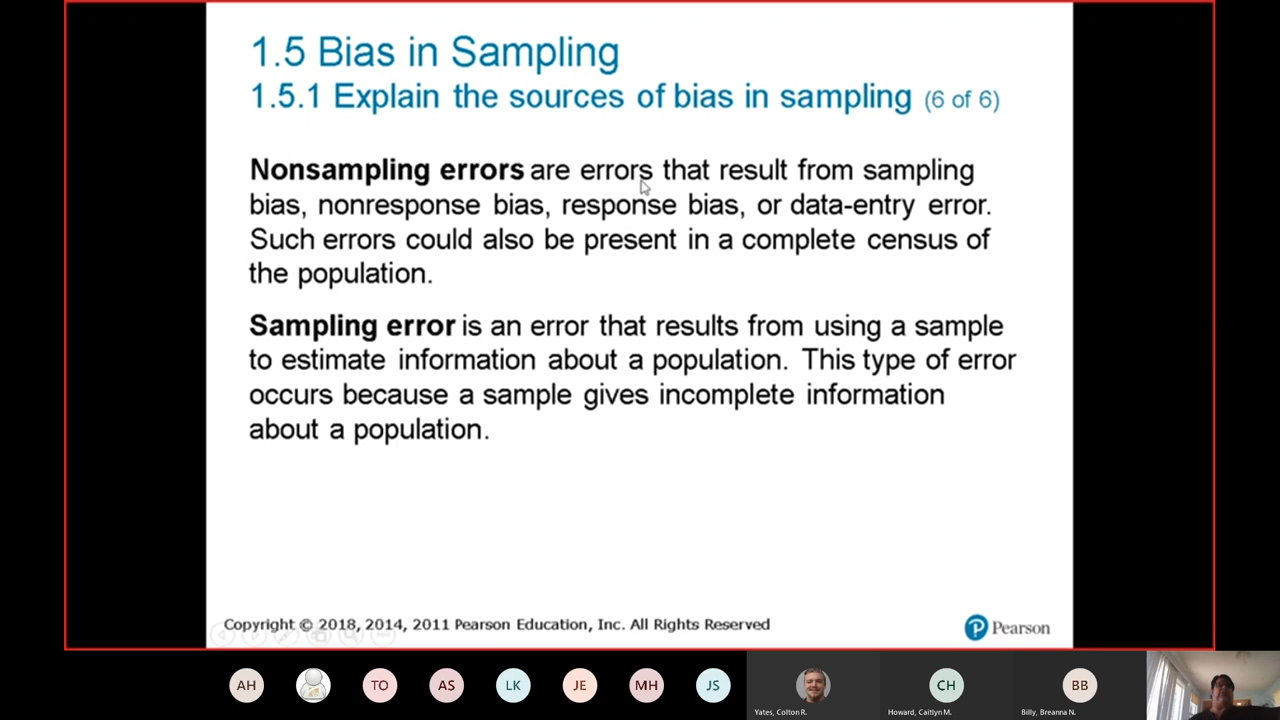 1.5 Bias in Sampling
1.5.1 Explain the sources of bias in sampling (6 of 6)
Nonsampling errors are errors that result from sampling
bias, nonresponse bias, response bias, or data-entry error.
Such errors could also be present in a complete census of
the population.
Sampling error is an error that results from using a sample
to estimate information about a population. This type of error
occurs because a sample gives incomplete information
about a population.
Copyright © 2018, 2014, 2011 Pearson Education, Inc. All Rights Reserved
P Pearson
AH TO AS LK JE MH JS CH BB
Yates, Colton R. Howard, Caitlyn M. Billy, Breanna N.